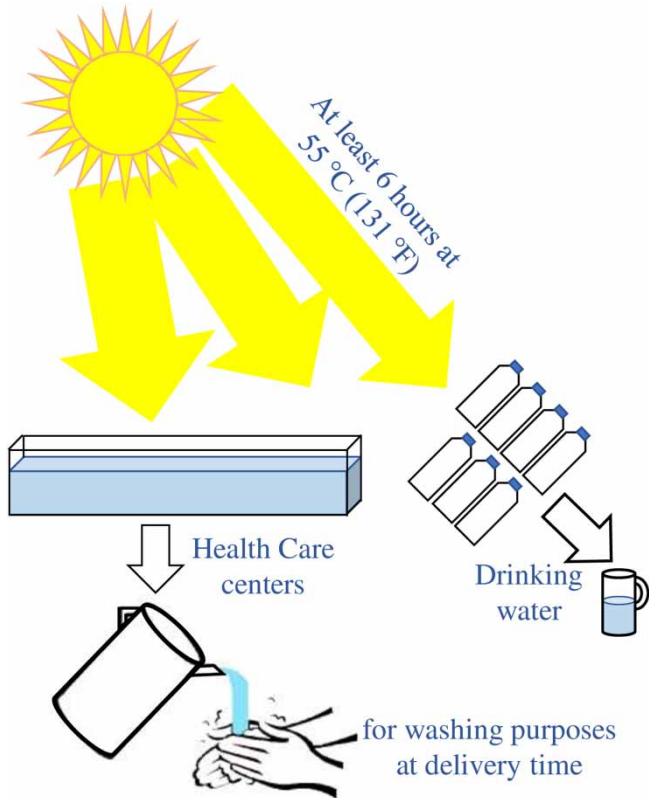 At least 6 hours at
55 °C (131 °F)
Health Care
centers
Drinking
water
for washing purposes
at delivery time